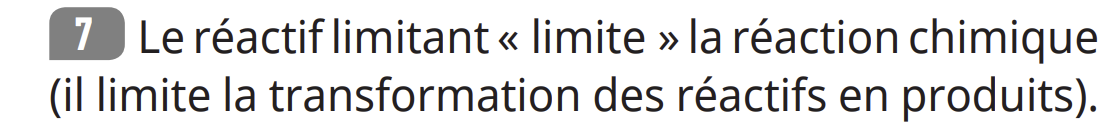 7 Le réactif limitant « limite » la réaction chimique
(il limite la transformation des réactifs en produits).